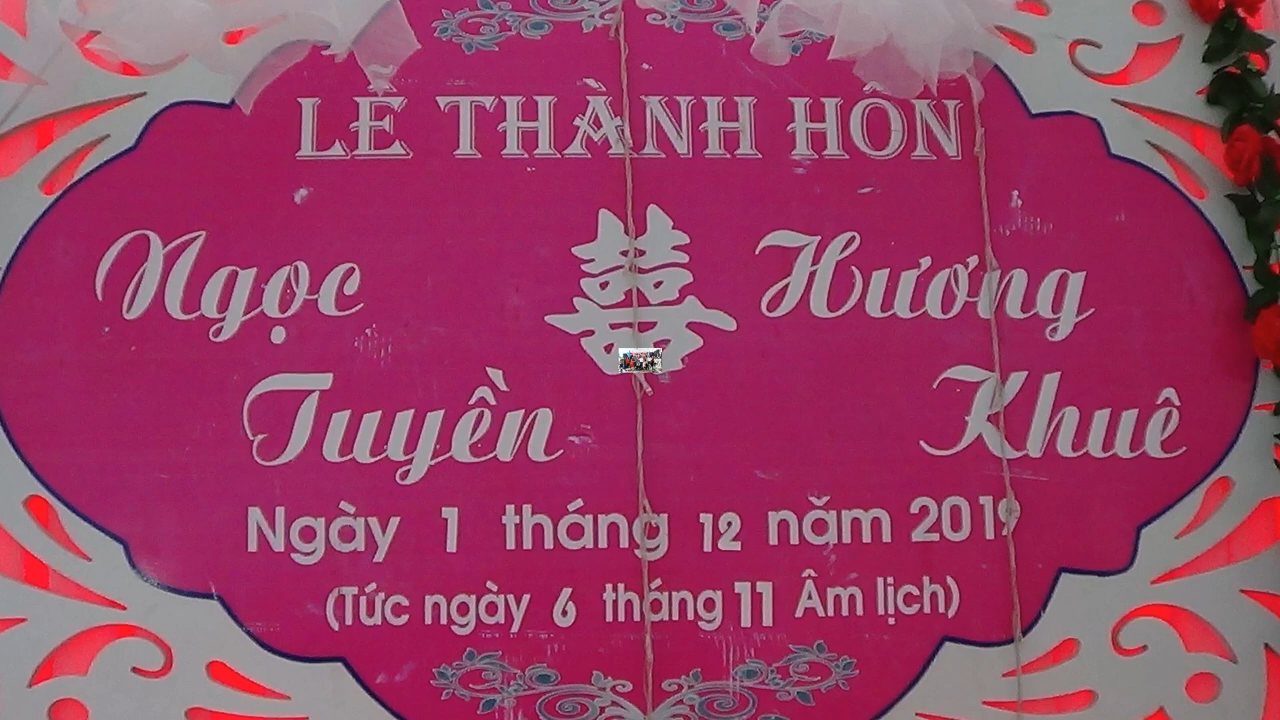 LỄ THÀNH HÔN
Ngọc 囍 Hương
Tuyền Khuê
Ngày 1 tháng 12 năm 2019
(Tức ngày 6 tháng 11 Âm lịch)